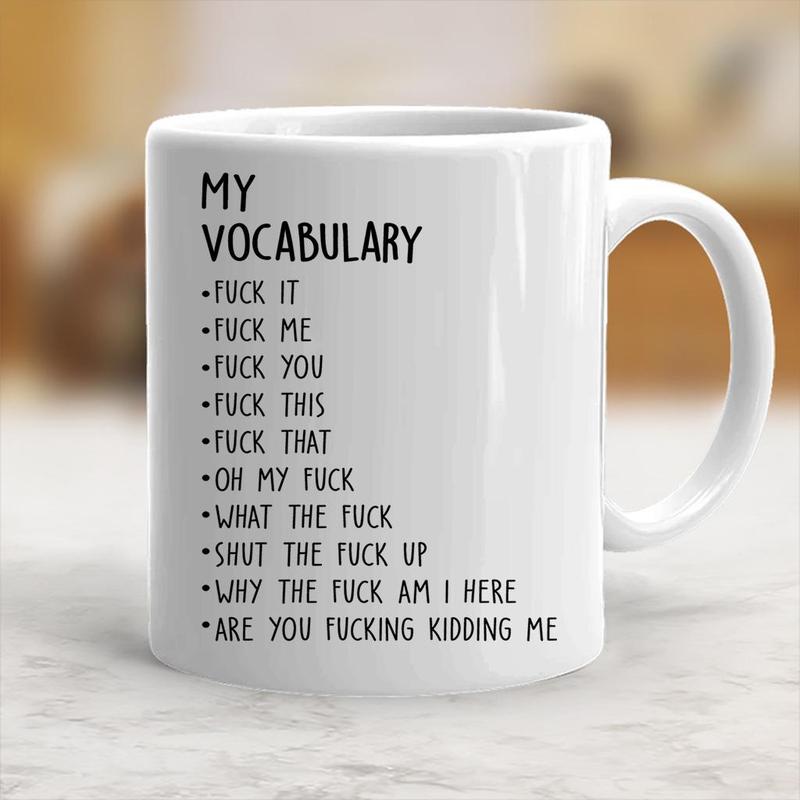 MY
VOCABULARY
•FUCK IT
•FUCK ME
•FUCK YOU
•FUCK THIS
•FUCK THAT
•OH MY FUCK
•WHAT THE FUCK
•SHUT THE FUCK UP
•WHY THE FUCK AM I HERE
•ARE YOU FUCKING KIDDING ME